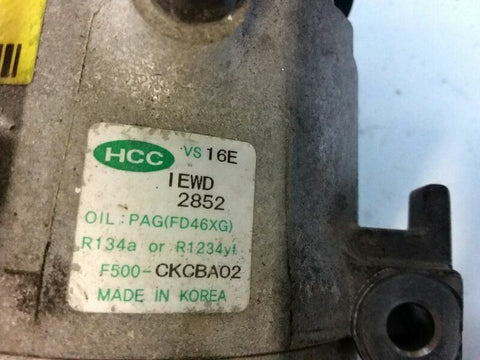 HCC VS 16E
IEWD
2852
OIL : PAG(FD46XG)
R134a or R1234yf
F500-CKCBA02
MADE IN KOREA